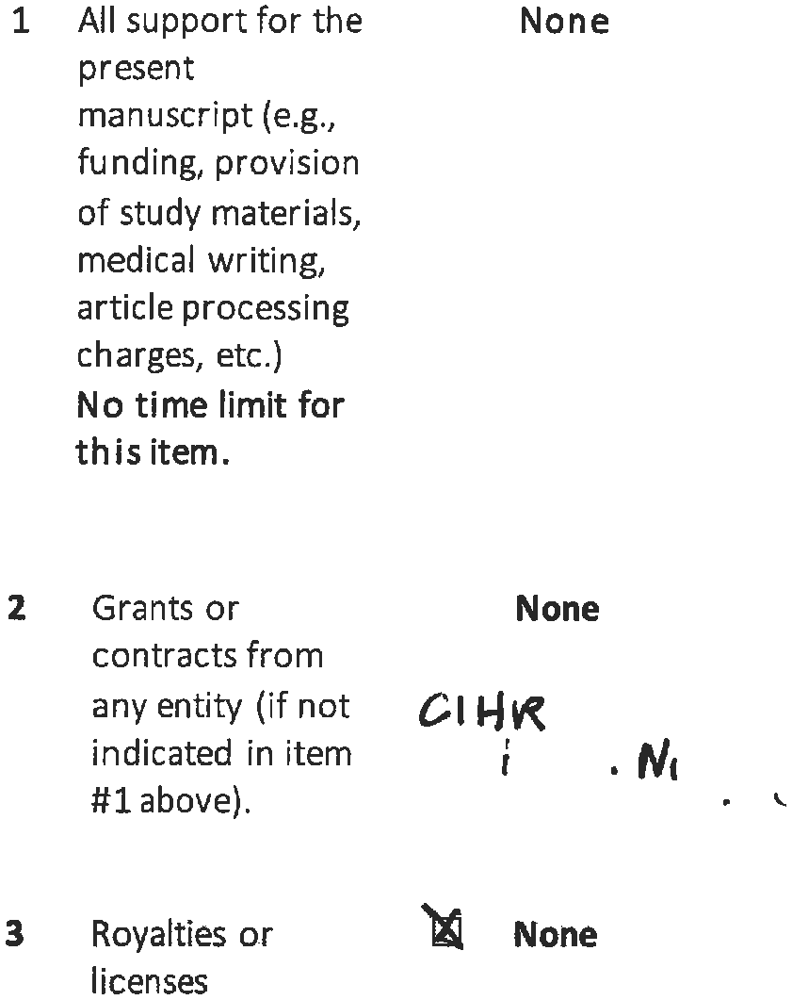 1 All support for the None
present
manuscript (e.g.,
funding, provision
of study materials,
medical writing,
article processing
charges, etc.)
No time limit for
this item.
2 Grants or None
contracts from
any entity (if not CIHR
indicated in item
#1 above).
3 Royalties or ☒ None
licenses